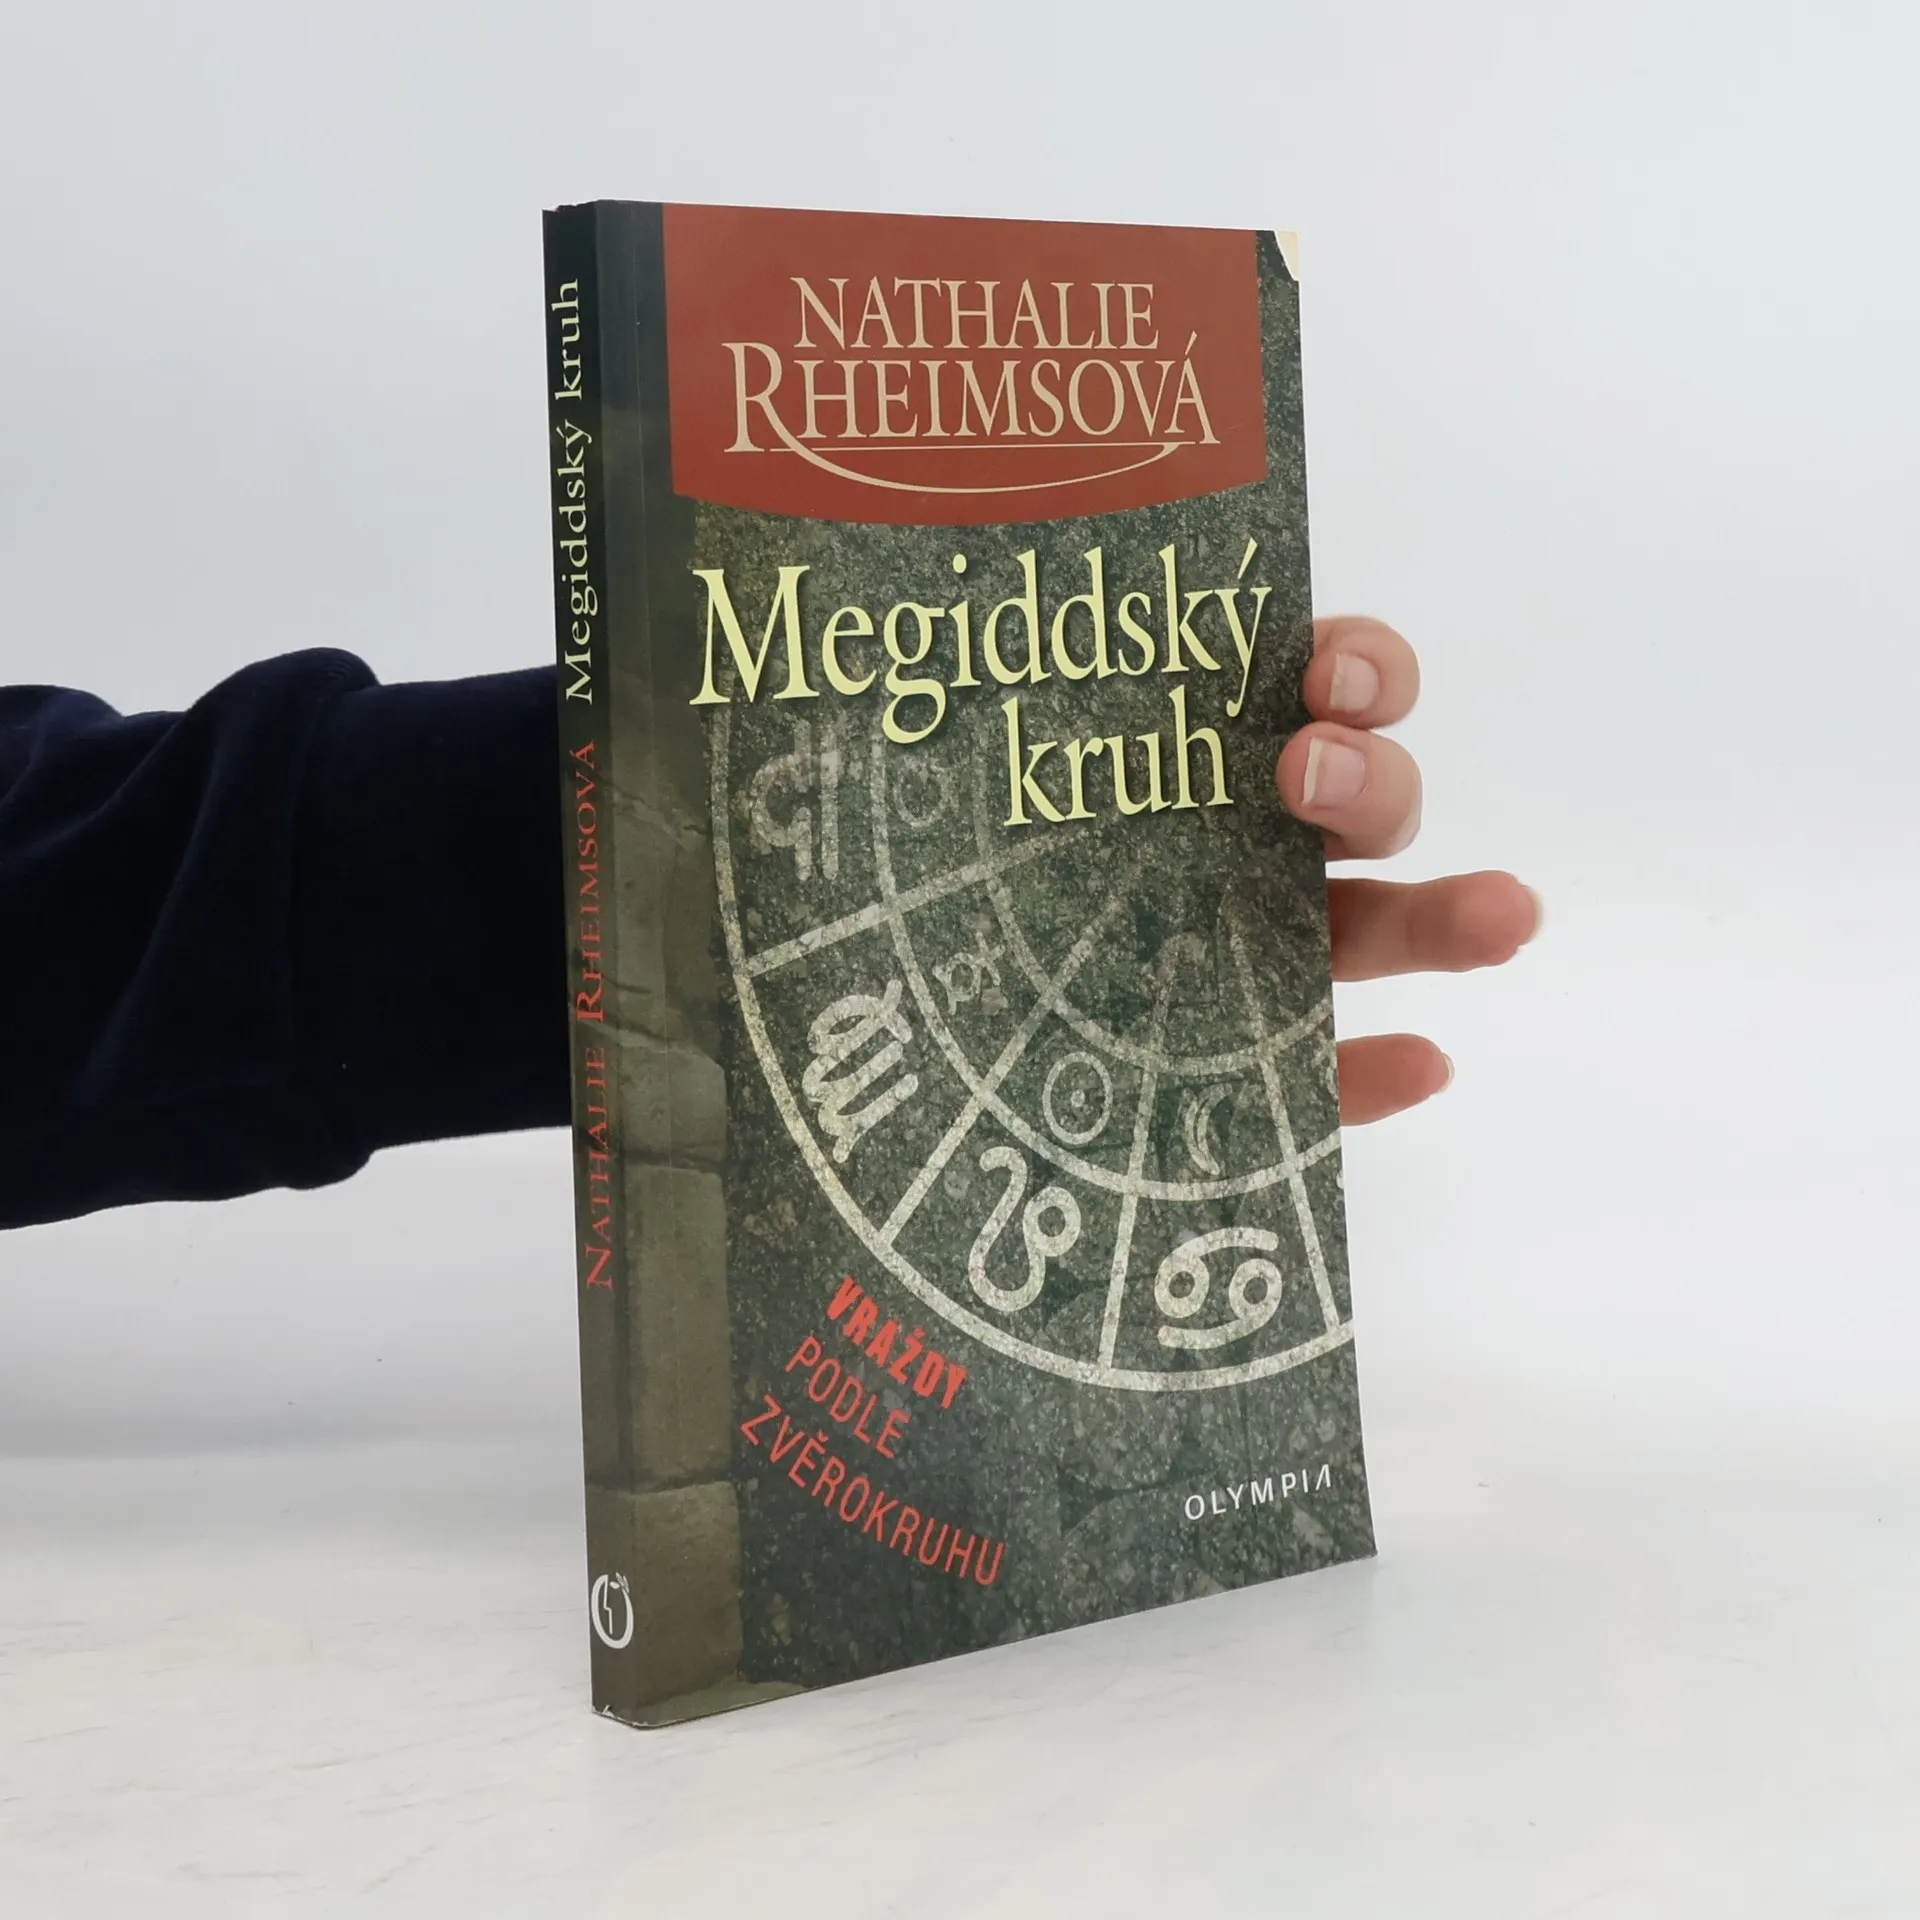 NATHALIE
RHEIMSOVÁ
Megiddský
kruh
VRAŽDY
PODLE
ZVĚROKRUHU
OLYMPIA
NATHALIE RHEIMSOVÁ Megiddský kruh